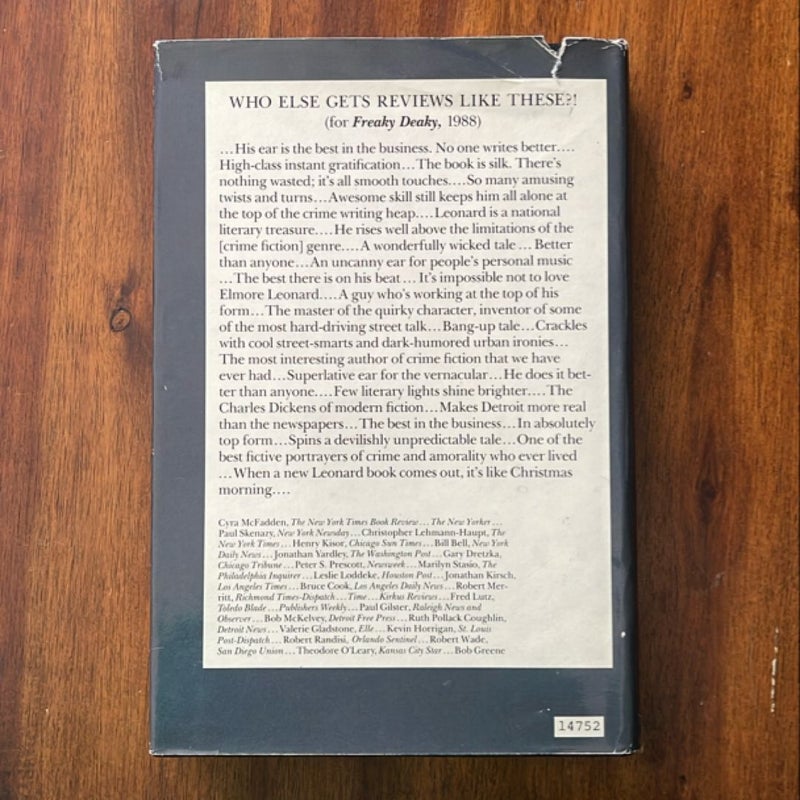 WHO ELSE GETS REVIEWS LIKE THESE?!
(for Freaky Deaky, 1988)
...His ear is the best in the business. No one writes better....
High-class instant gratification...The book is silk. There's
nothing wasted; it's all smooth touches....So many amusing
twists and turns...Awesome skill still keeps him all alone at
the top of the crime writing heap....Leonard is a national
literary treasure....He rises well above the limitations of the
[crime fiction] genre....A wonderfully wicked tale...Better
than anyone...An uncanny ear for people's personal music
...The best there is on his beat...It's impossible not to love
Elmore Leonard....A guy who's working at the top of his
form...The master of the quirky character, inventor of some
of the most hard-driving street talk...Bang-up tale...Crackles
with cool street-smarts and dark-humored urban ironies...
The most interesting author of crime fiction that we have
ever had...Superlative ear for the vernacular...He does it bet-
ter than anyone....Few literary lights shine brighter....The
Charles Dickens of modern fiction...Makes Detroit more real
than the newspapers...The best in the business...In absolutely
top form...Spins a devilishly unpredictable tale...One of the
best fictive portrayers of crime and amorality who ever lived
...When a new Leonard book comes out, it's like Christmas
morning....
Cyra McFadden, The New York Times Book Review...The New Yorker...
Paul Skenazy, New York Newsday...Christopher Lehmann-Haupt, The
New York Times...Henry Kisor, Chicago Sun Times...Bill Bell, New York
Daily News...Jonathan Yardley, The Washington Post...Gary Dretzka,
Chicago Tribune...Peter S. Prescott, Newsweek...Marilyn Stasio, The
Philadelphia Inquirer...Leslie Loddeke, Houston Post...Jonathan Kirsch,
Los Angeles Times...Bruce Cook, Los Angeles Daily News...Robert Mer-
ritt, Richmond Times-Dispatch...Time...Kirkus Reviews...Fred Lutz,
Toledo Blade...Publishers Weekly...Paul Gilster, Raleigh News and
Observer...Bob McKelvey, Detroit Free Press...Ruth Pollack Coughlin,
Detroit News...Valerie Gladstone, Elle...Kevin Horrigan, St. Louis
Post-Dispatch...Robert Randisi, Orlando Sentinel...Robert Wade,
San Diego Union...Theodore O'Leary, Kansas City Star...Bob Greene
14752